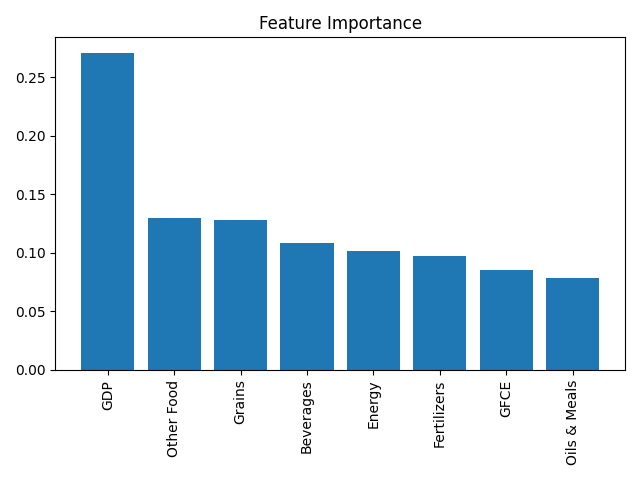 Feature Importance
0.25
0.20
0.15
0.10
0.05
0.00
GDP
Other Food
Grains
Beverages
Energy
Fertilizers
GFCE
Oils & Meals